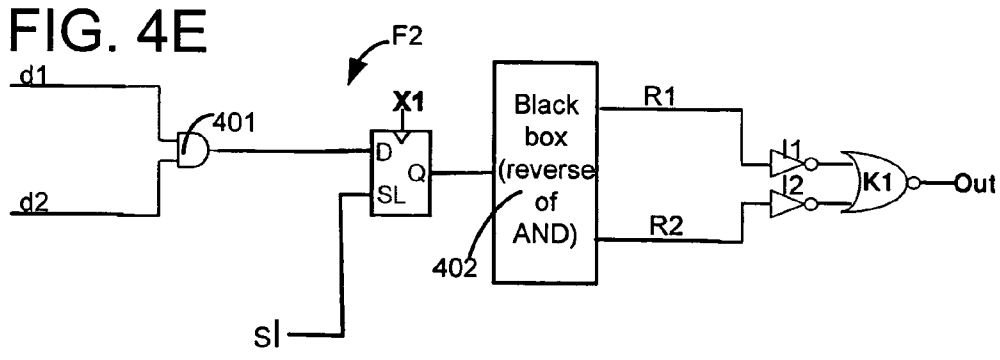 FIG. 4E
F2
d1
401
X1
D
Q
SL
d2
Sl
Black
box
(reverse
of
AND)
402
R1
R2
I1
I2
K1
Out